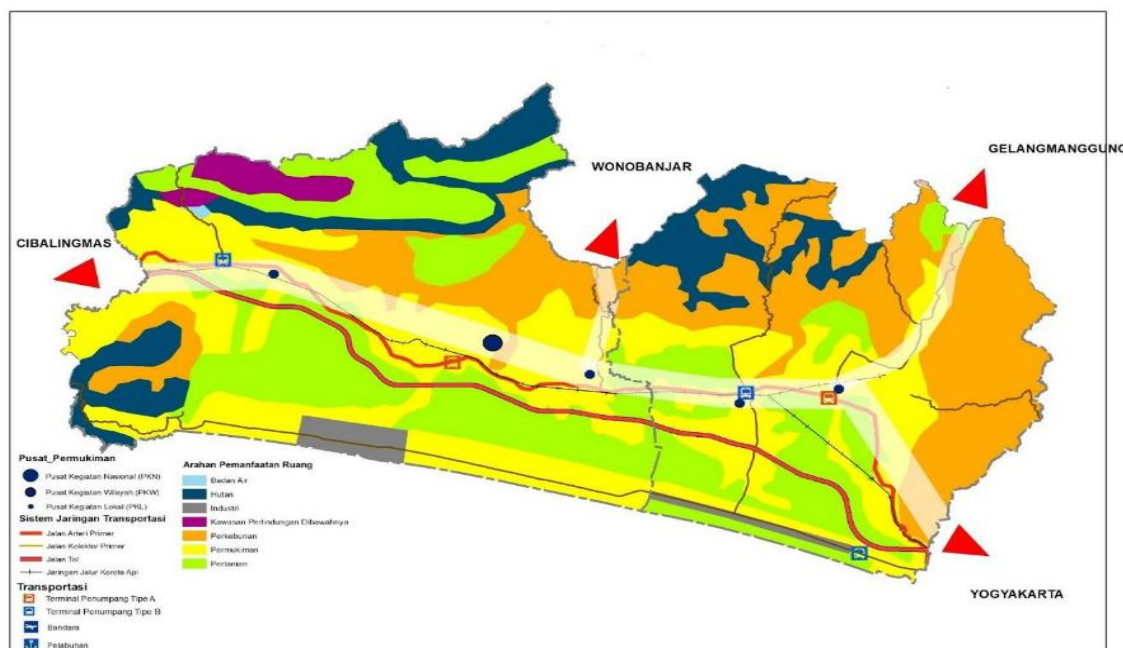 GELANGMANGGUNG
WONOBANJAR
CIBALINGMAS
YOGYAKARTA
Pusat_Permukiman
Pusat Kegiatan Nasional (PKN)
Pusat Kegiatan Wilayah (PKW)
Pusat Kegiatan Lokal (PKL)
Sistem Jaringan Transportasi
Jalan Arteri Primer
Jalan Kolektor Primer
Jalan Tol
Jaringan Jalur Kereta Api
Transportasi
Terminal Penumpang Tipe A
Terminal Penumpang Tipe B
Bandara
Pelabuhan
Arahan Pemanfaatan Ruang
Badan Air
Hutan
Industri
Kawasan Perlindungan Dibawahnya
Perkebunan
Permukiman
Pertanian